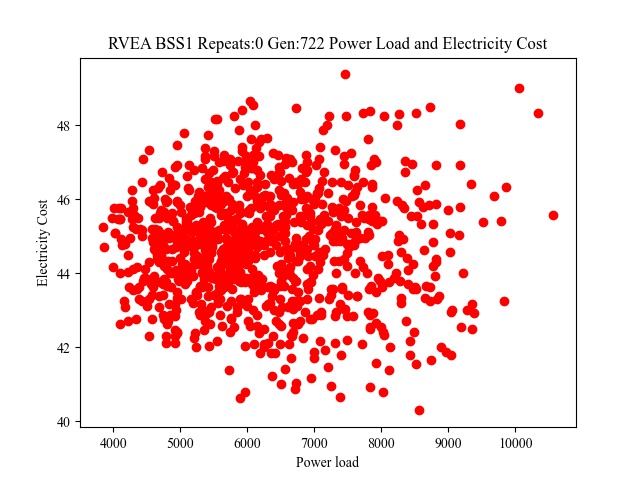 RVEA BSS1 Repeats:0 Gen:722 Power Load and Electricity Cost
48
46
44
42
40
Electricity Cost
4000 5000 6000 7000 8000 9000 10000
Power load